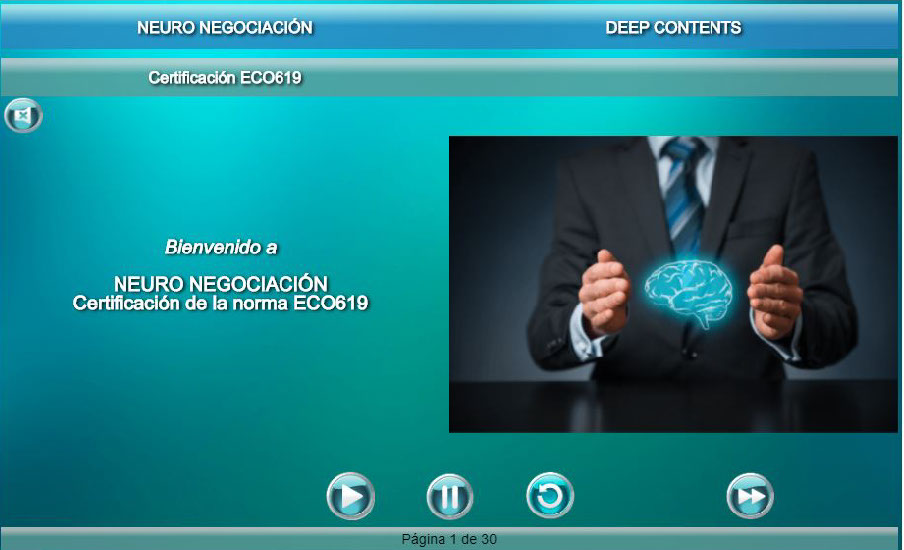 NEURO NEGOCIACIÓN
DEEP CONTENTS
Certificación ECO619
Bienvenido a
NEURO NEGOCIACIÓN
Certificación de la norma ECO619
Página 1 de 30